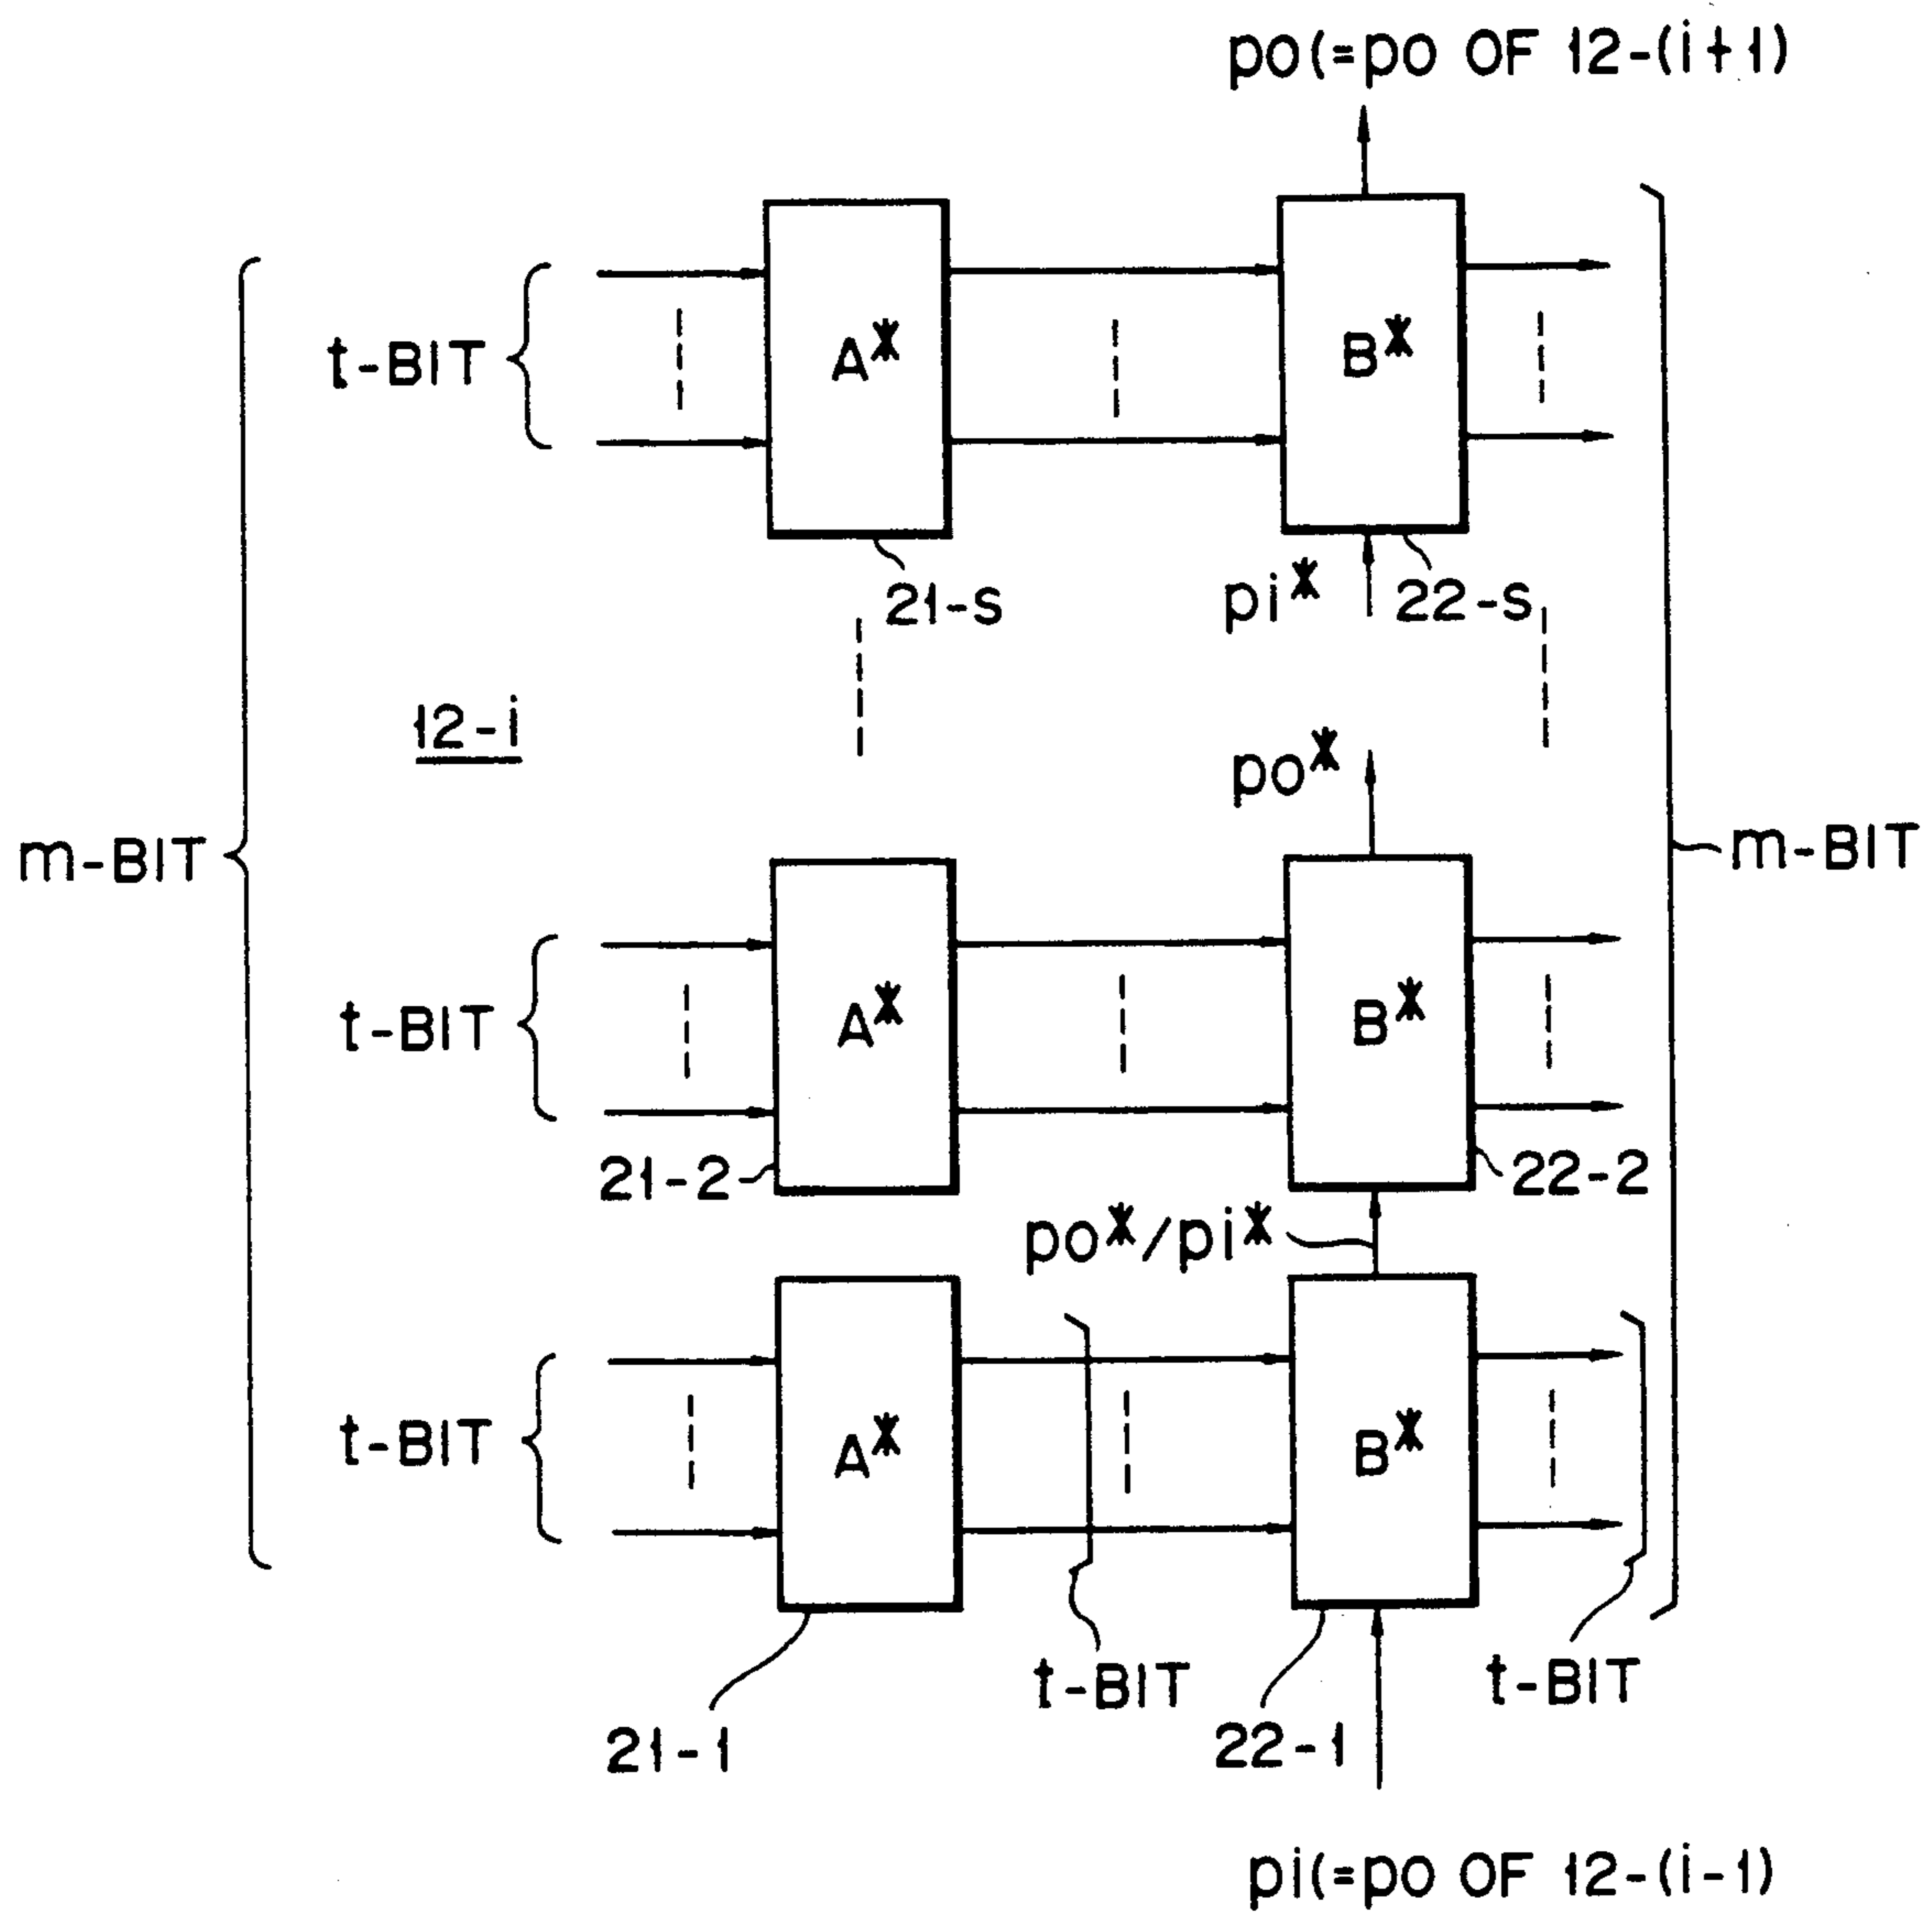 po(=po OF 12-(i+1)
t-BIT
A*
B*
21-s
pi*
22-s
12-i
po*
m-BIT
m-BIT
t-BIT
A*
B*
21-2
22-2
po*/pi*
t-BIT
A*
B*
t-BIT
t-BIT
21-1
22-1
pi(=po OF 12-(i-1)